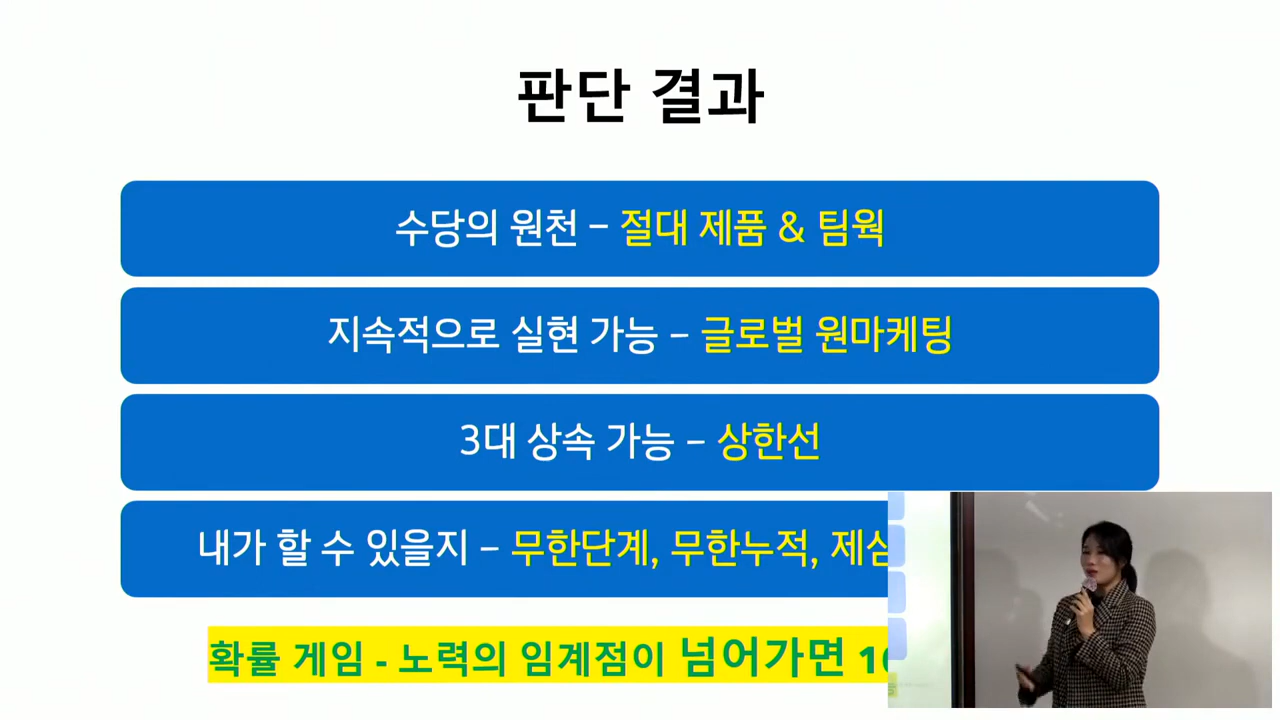 판단 결과
수당의 원천 – 절대 제품 & 팀웍
지속적으로 실현 가능 – 글로벌 원마케팅
3대 상속 가능 – 상한선
내가 할 수 있을지 – 무한단계, 무한누적,
확률 게임 - 노력의 임계점이 넘어가면